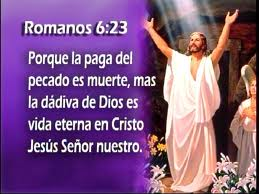 Romanos 6:23
Porque la paga del
pecado es muerte, mas
la dádiva de Dios es
vida eterna en Cristo
Jesús Señor nuestro.